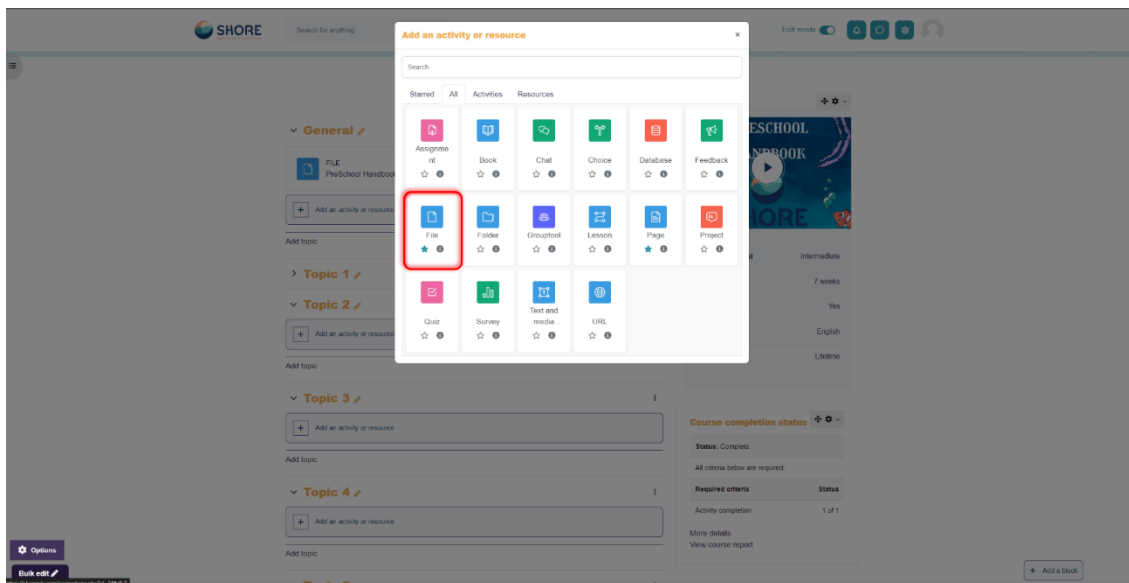 SHORE
Search for anything
Edit mode
Add an activity or resource
×
Search
Starred
All
Activities
Resources
Assignme
nt
Book
Chat
Choice
Database
Feedback
File
Folder
Grouptool
Lesson
Page
Project
Quiz
Survey
Text and
media...
URL
General
FILE
PreSchool Handboo
Add an activity or resource
Add topic
Topic 1
Topic 2
Add an activity or resource
Add topic
Topic 3
Add an activity or resource
Add topic
Topic 4
Add an activity or resource
Add topic
ESCHOOL
NDBOOK
ORE
Intermediate
7 weeks
Yes
English
Lifetime
Course completion status
Status: Complete
All criteria below are required:
Required criteria
Status
Activity completion
1 of 1
More details
View course report
Options
Bulk edit
+ Add a block